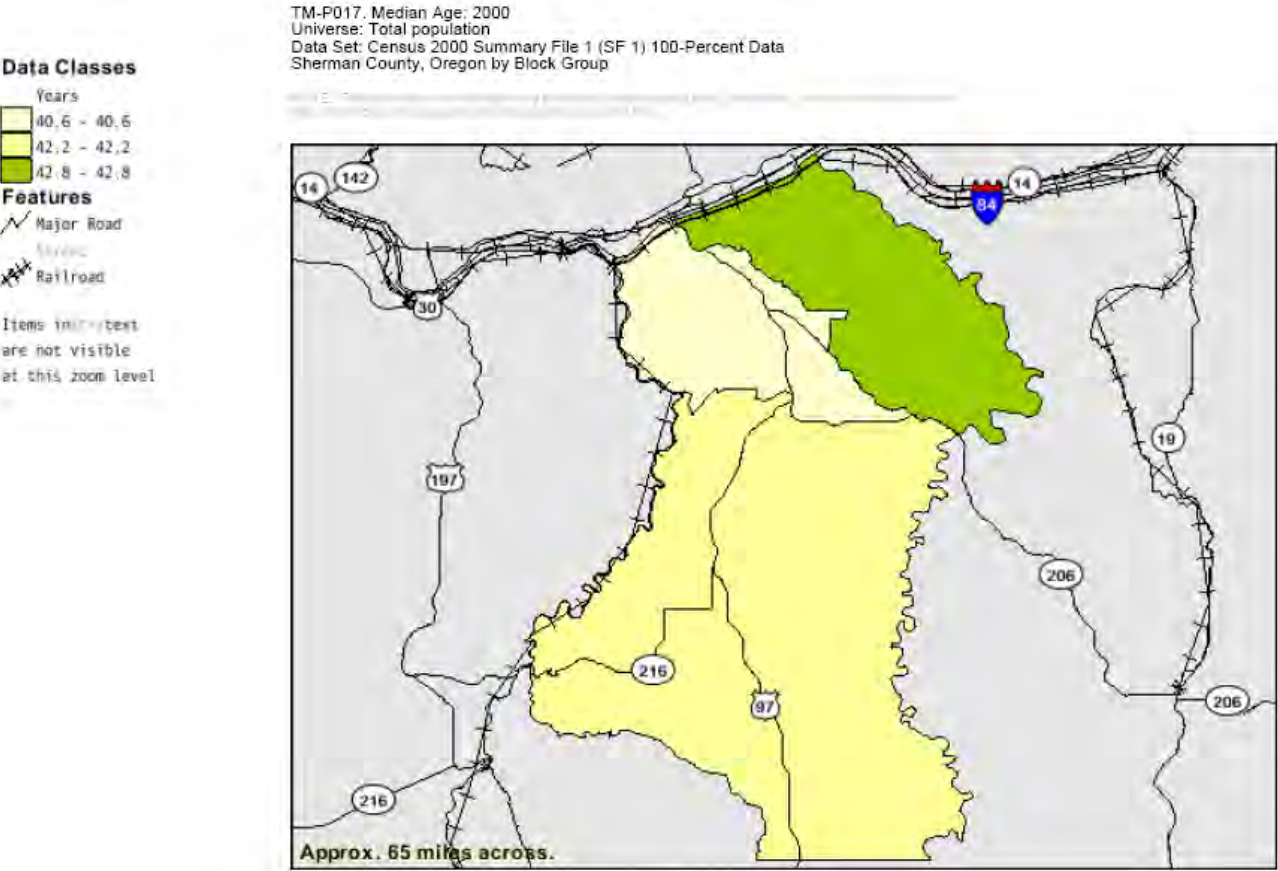 TM-P017. Median Age: 2000
Universe: Total population
Data Set: Census 2000 Summary File 1 (SF 1) 100-Percent Data
Sherman County, Oregon by Block Group
Data Classes
Years
40.6 - 40.6
42.2 - 42.2
42.8 - 42.8
Features
Major Road
Street
Railroad
Items in text
are not visible
at this zoom level
14
142
14
84
30
197
19
206
216
97
206
216
Approx. 65 miles across.